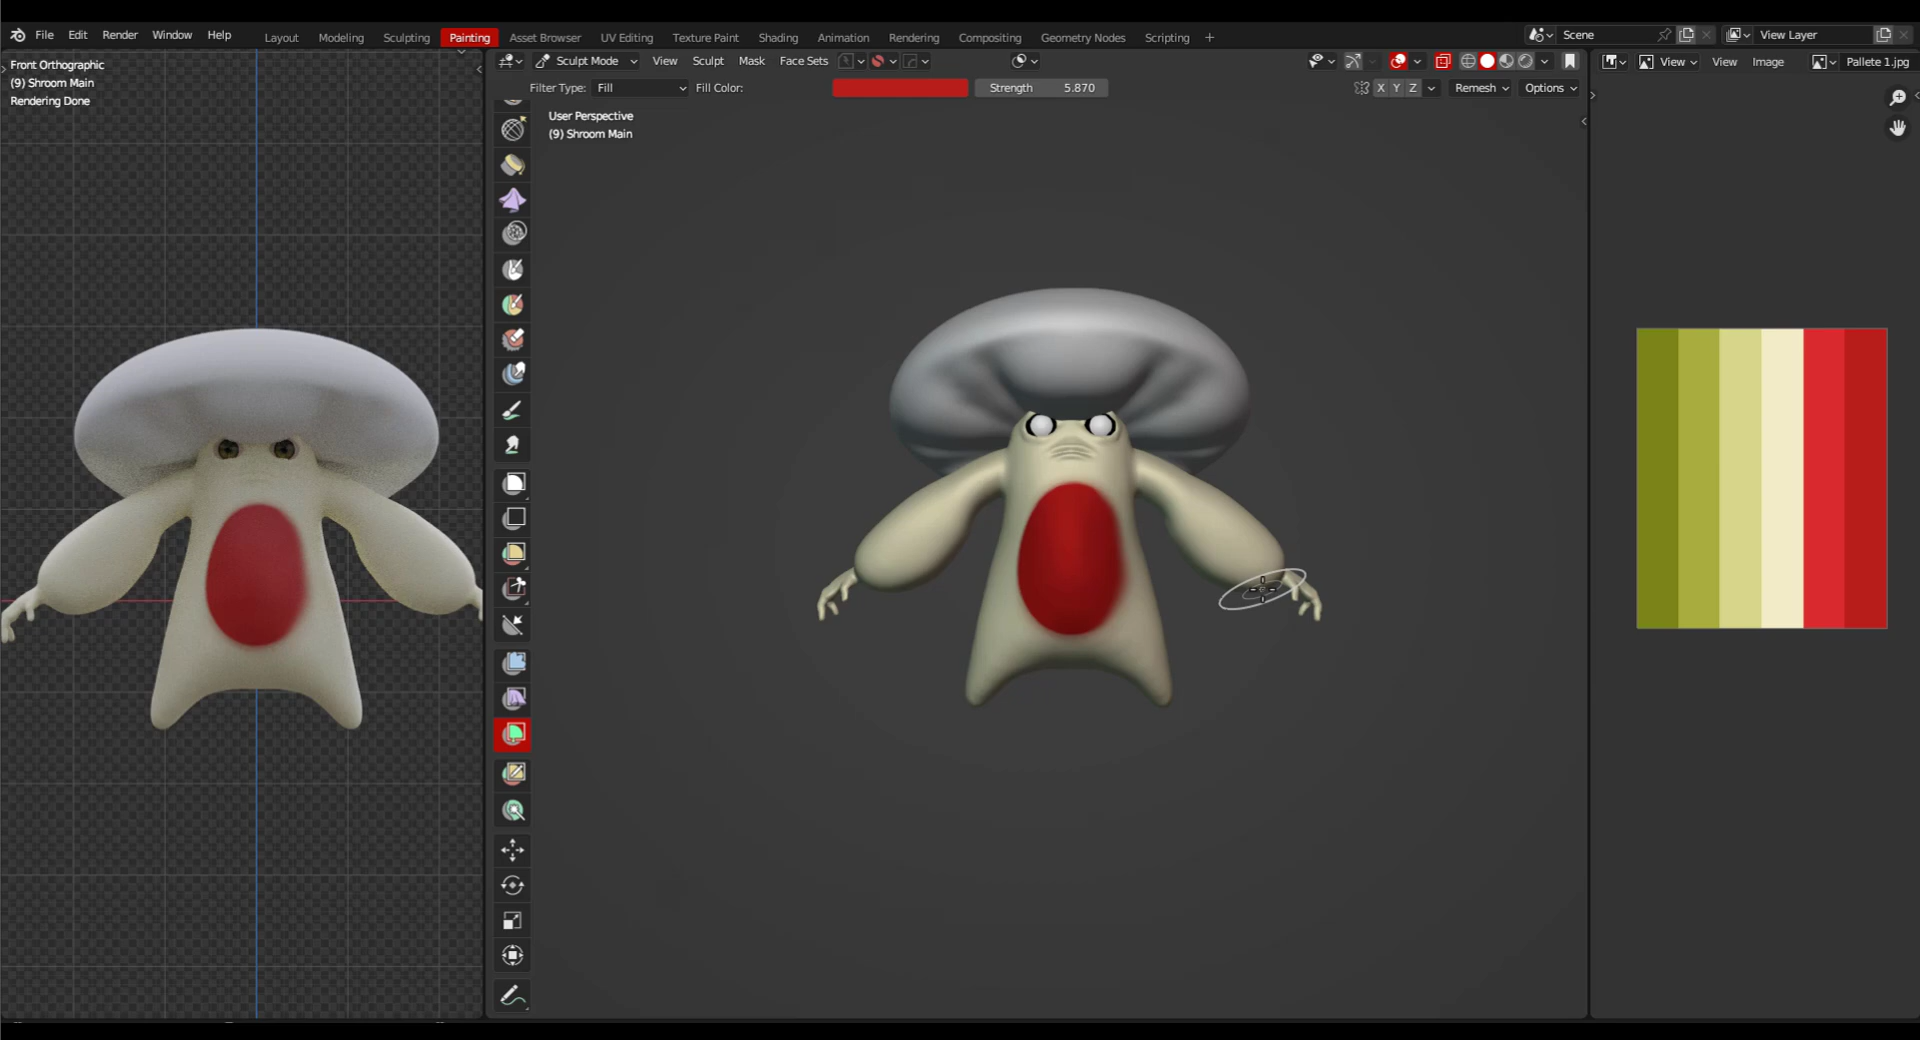 File Edit Render Window Help Layout Modeling Sculpting Painting Asset Browser UV Editing Texture Paint Shading Animation Rendering Compositing Geometry Nodes Scripting + Scene View Layer
Front Orthographic
(9) Shroom Main
Rendering Done
Sculpt Mode View Sculpt Mask Face Sets
View View Image Pallete 1.jpg
Filter Type: Fill Fill Color: Strength 5.870 X Y Z Remesh Options
User Perspective
(9) Shroom Main